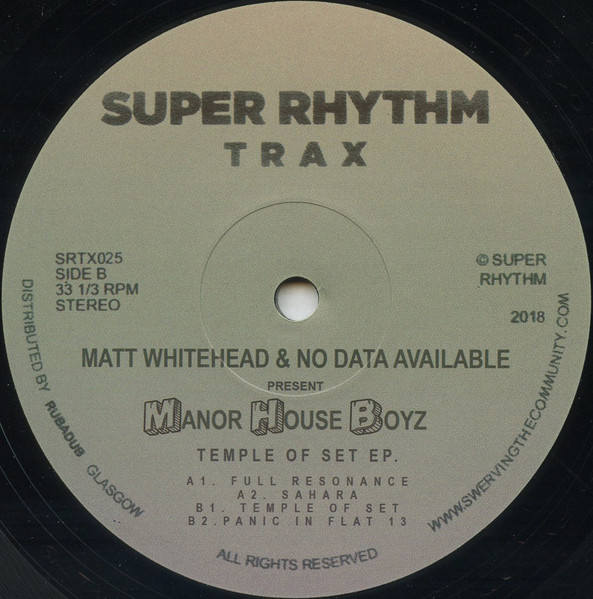 SUPER RHYTHM
TRAX
SRTX025
SIDE B
33 1/3 RPM
STEREO
© SUPER
RHYTHM
2018
MATT WHITEHEAD & NO DATA AVAILABLE
PRESENT
MANOR HOUSE BOYZ
TEMPLE OF SET EP.
A1. FULL RESONANCE
A2. SAHARA
B1. TEMPLE OF SET
B2.PANIC IN FLAT 13
DISTRIBUTED BY RUBADUB GLASGOW
ALL RIGHTS RESERVED
WWW.SWERVINGTHECOMMUNITY.COM